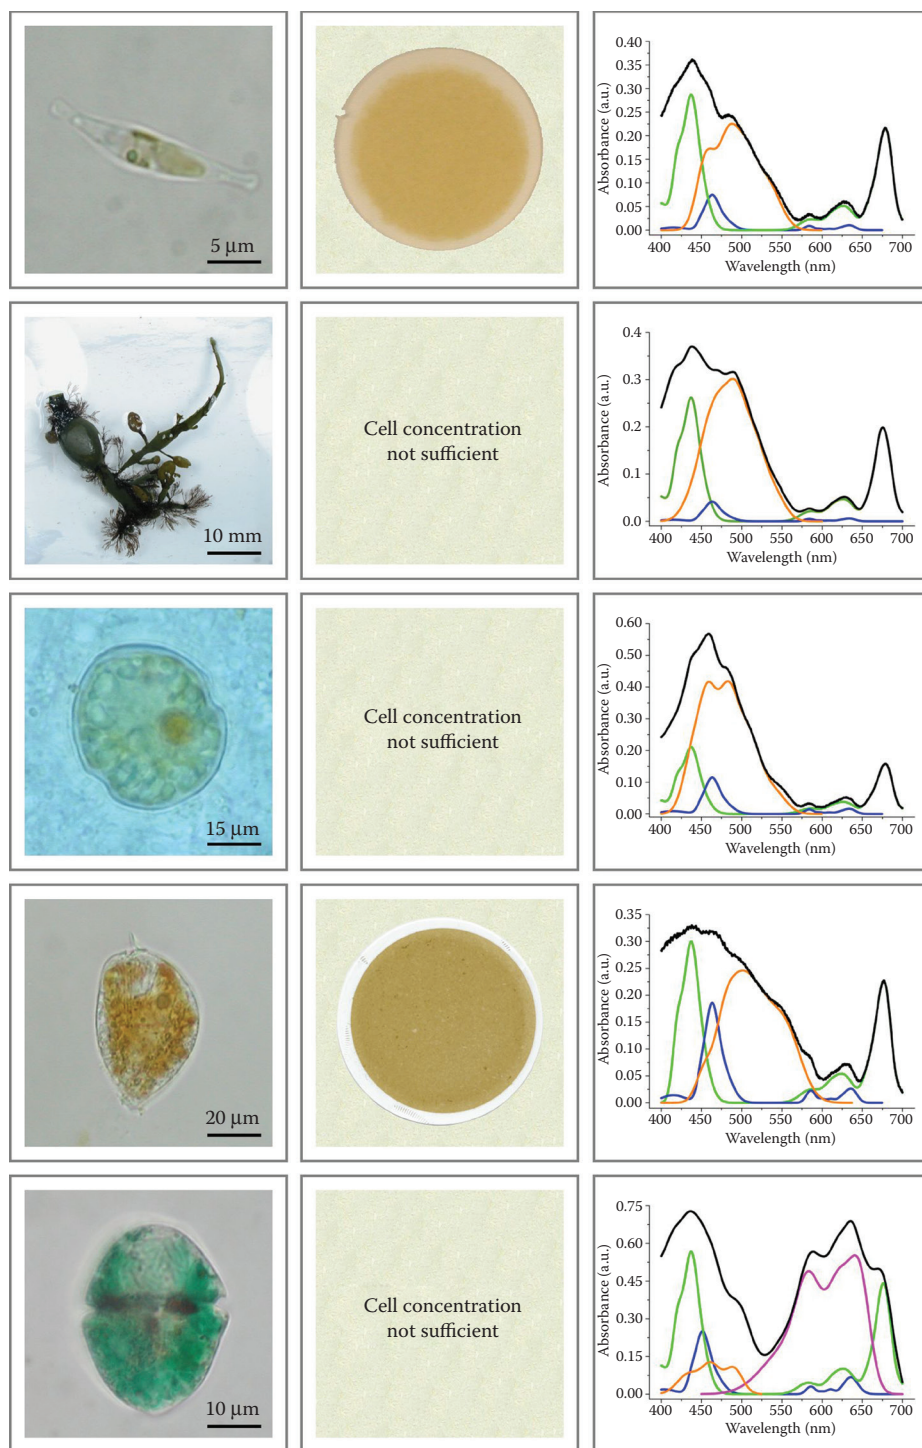 5 µm
0.40
0.35
0.30
0.25
0.20
0.15
0.10
0.05
0.00
Absorbance (a.u.)
400 450 500 550 600 650 700
Wavelength (nm)
10 mm
Cell concentration
not sufficient
0.4
0.3
0.2
0.1
0.0
Absorbance (a.u.)
400 450 500 550 600 650 700
Wavelength (nm)
15 µm
Cell concentration
not sufficient
0.60
0.50
0.40
0.30
0.20
0.10
0.00
Absorbance (a.u.)
400 450 500 550 600 650 700
Wavelength (nm)
20 µm
0.35
0.30
0.25
0.20
0.15
0.10
0.05
0.00
Absorbance (a.u.)
400 450 500 550 600 650 700
Wavelength (nm)
10 µm
Cell concentration
not sufficient
0.75
0.60
0.45
0.30
0.15
0.00
Absorbance (a.u.)
400 450 500 550 600 650 700
Wavelength (nm)